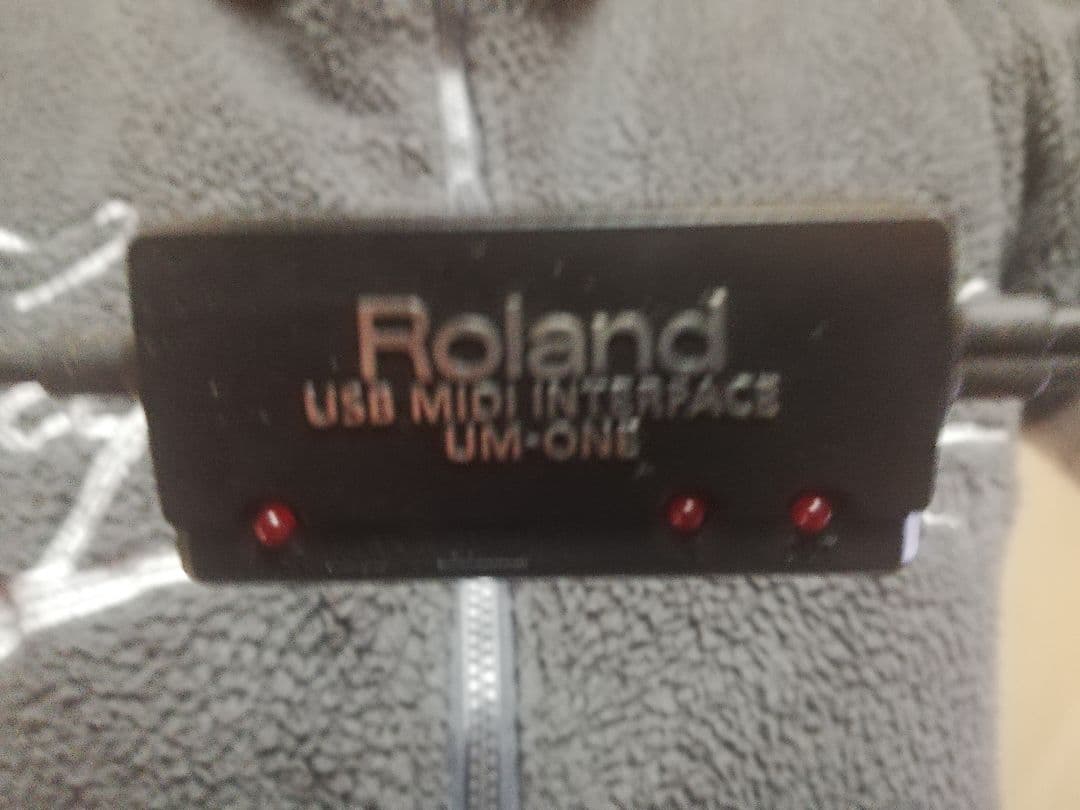 Roland
USB MIDI INTERFACE
UM-ONE